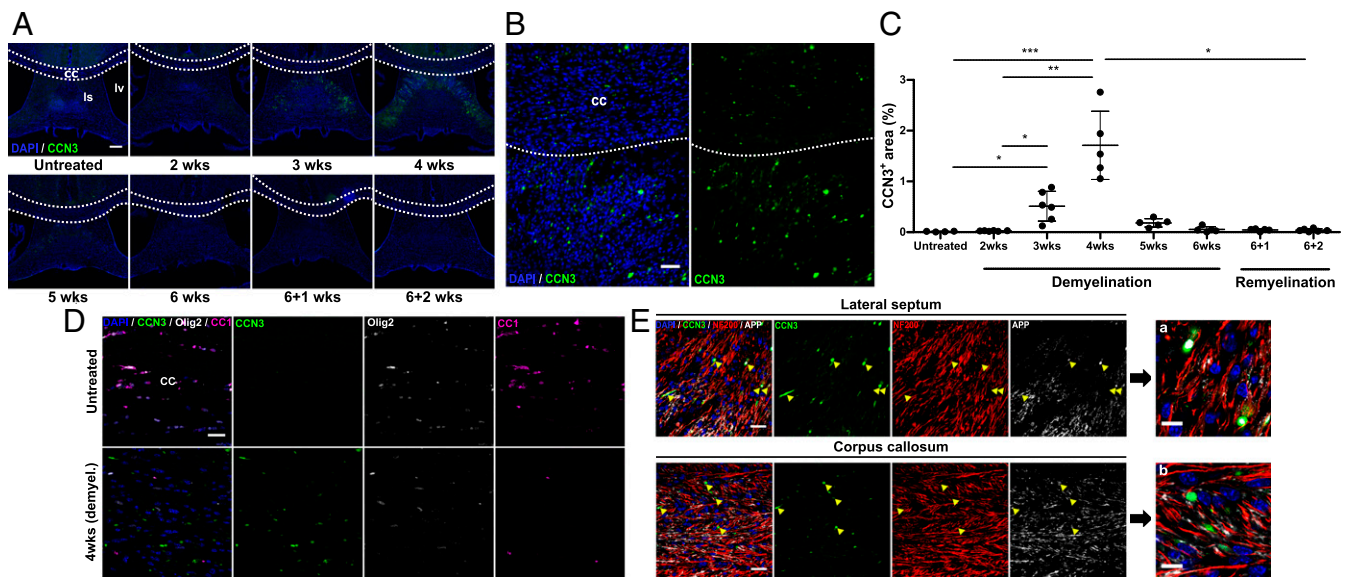 A
cc
ls
lv
DAPI / CCN3
Untreated
2 wks
3 wks
4 wks
5 wks
6 wks
6+1 wks
6+2 wks
B
cc
DAPI / CCN3
CCN3
C
***
**
*
*
*
CCN3+ area (%)
3
2
1
0
Untreated
2wks
3wks
4wks
5wks
6wks
6+1
6+2
Demyelination
Remyelination
D
DAPI / CCN3 / Olig2 / CC1
CCN3
Olig2
CC1
Untreated
cc
4wks (demyel.)
E
Lateral septum
DAPI / CCN3 / NF200 / APP
CCN3
NF200
APP
a
Corpus callosum
b